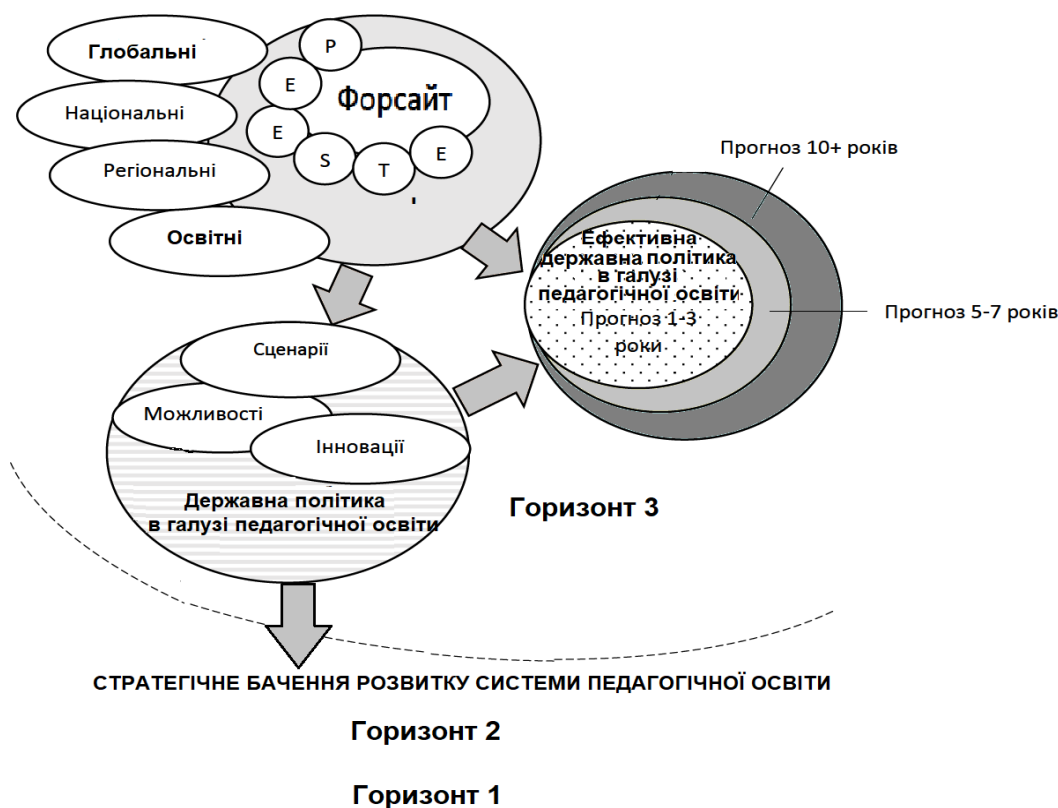 Глобальні
Національні
Регіональні
Освітні
P
E
E
S
T
E
Форсайт
Прогноз 10+ років
Ефективна
державна політика
в галузі
педагогічної освіти
Прогноз 1-3
роки
Прогноз 5-7 років
Сценарії
Можливості
Інновації
Державна політика
в галузі педагогічної освіти
Горизонт 3
СТРАТЕГІЧНЕ БАЧЕННЯ РОЗВИТКУ СИСТЕМИ ПЕДАГОГІЧНОЇ ОСВІТИ
Горизонт 2
Горизонт 1